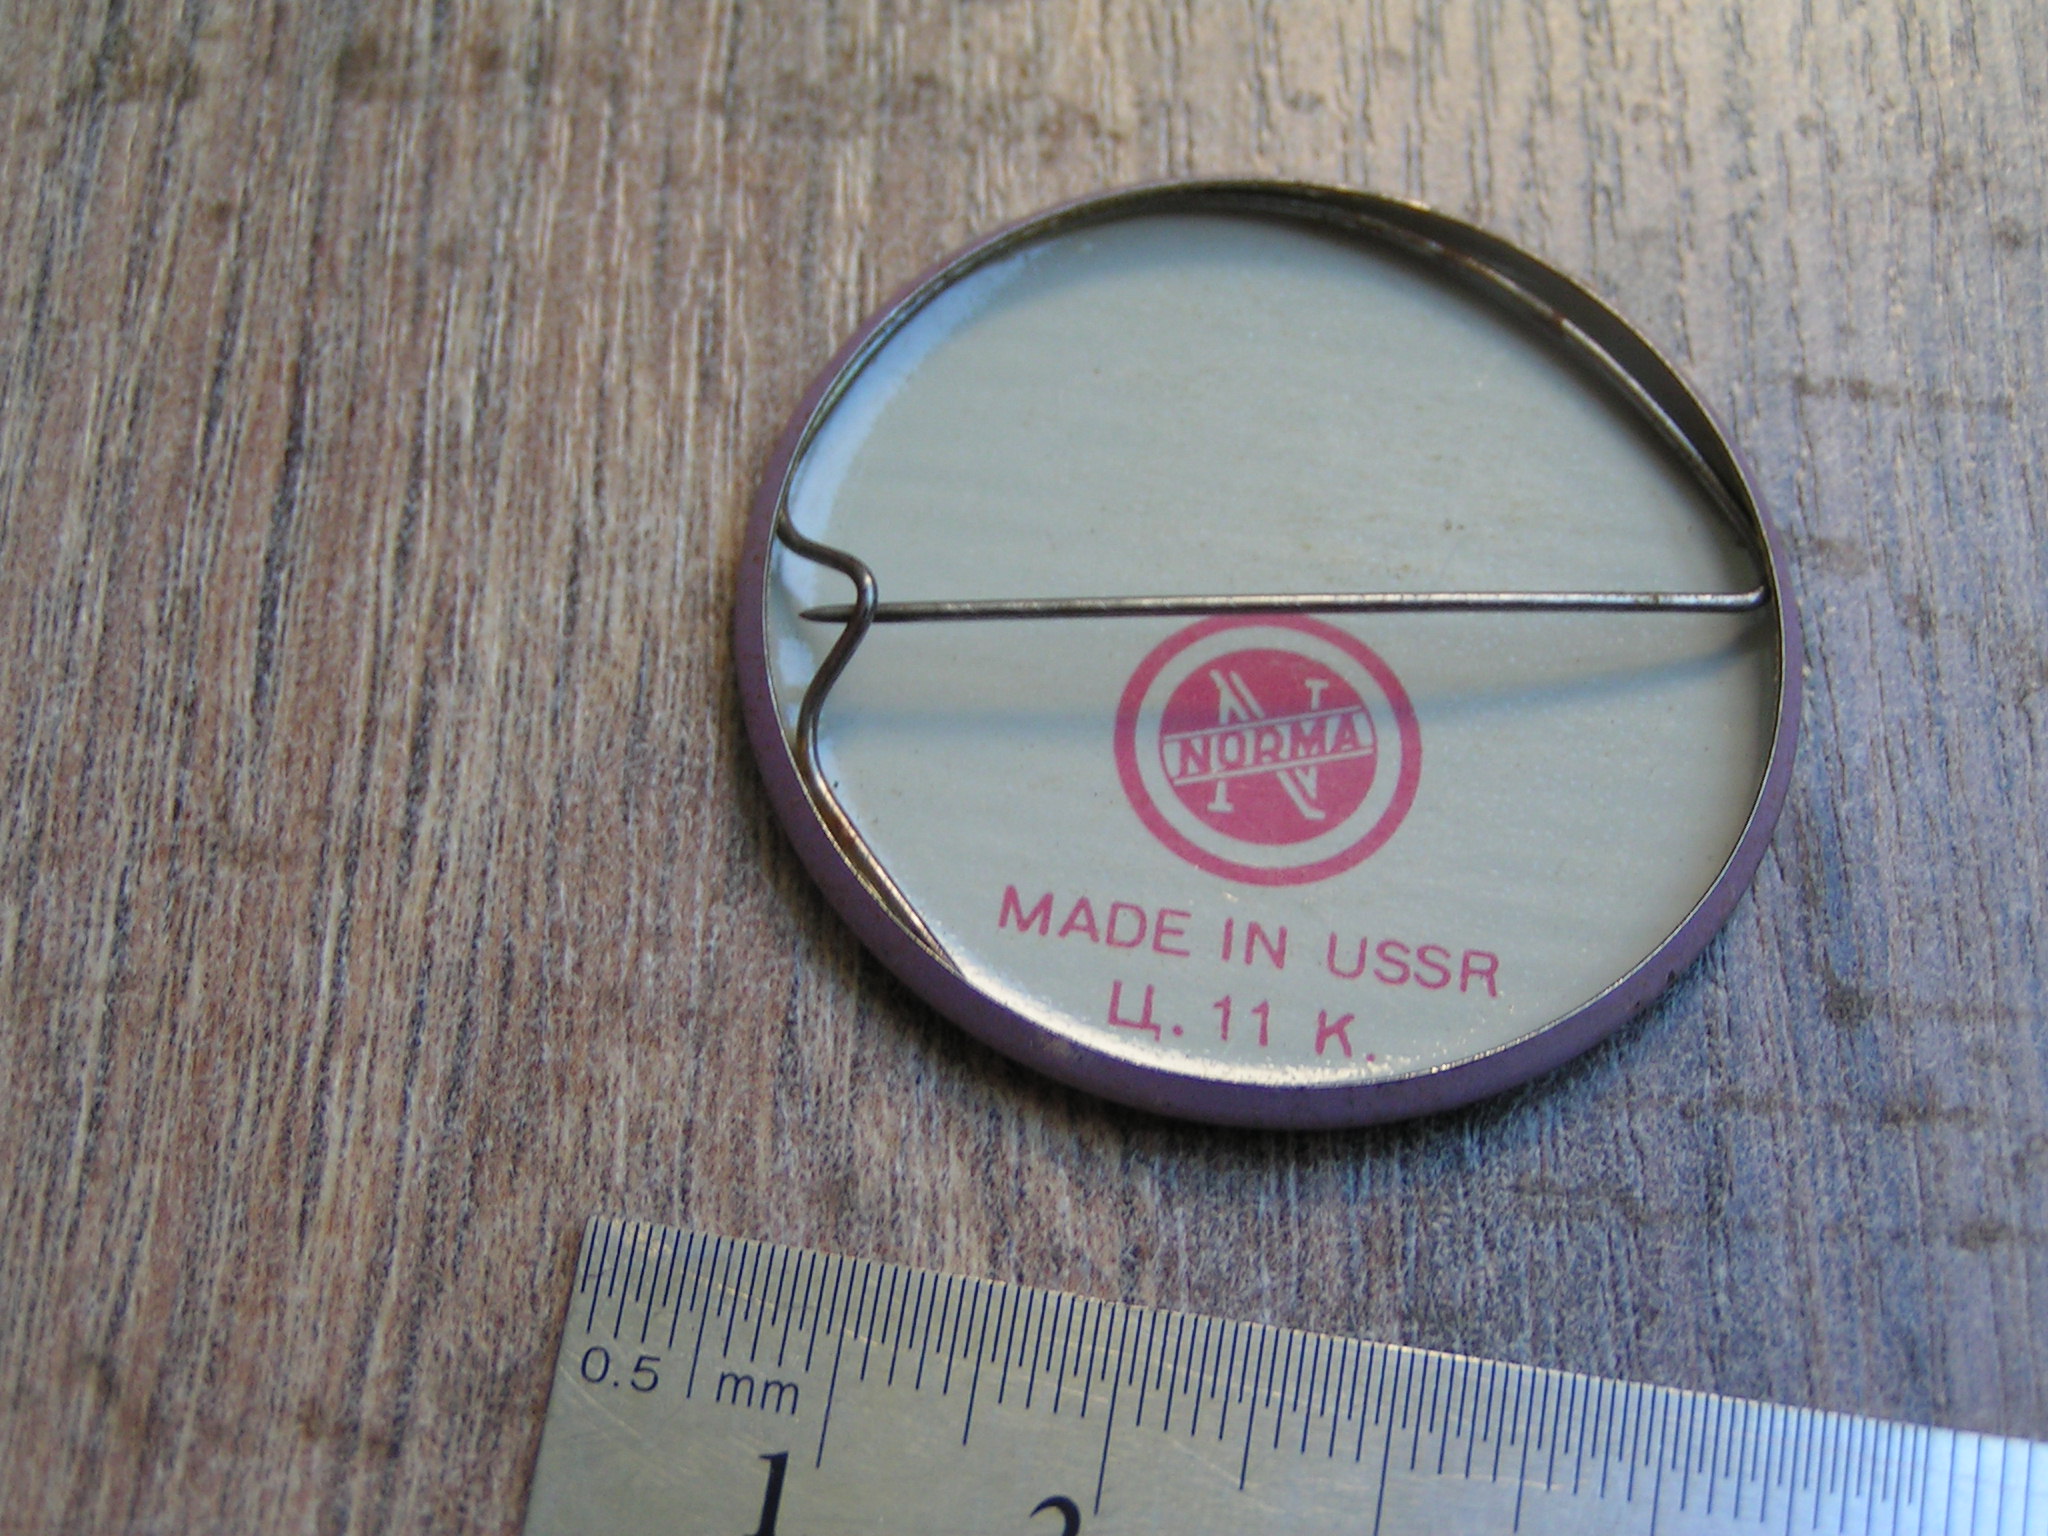 N
NORMA
MADE IN USSR
Ц. 11 К.
0.5 mm
1
2